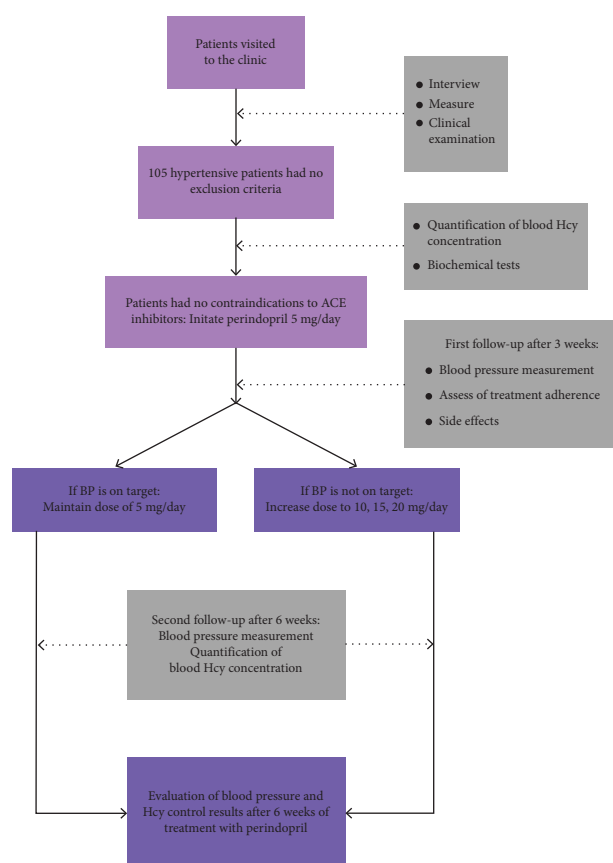 Patients visited
to the clinic
● Interview
● Measure
● Clinical
examination
105 hypertensive patients had no
exclusion criteria
● Quantification of blood Hcy
concentration
● Biochemical tests
Patients had no contraindications to ACE
inhibitors: Initate perindopril 5 mg/day
First follow-up after 3 weeks:
● Blood pressure measurement
● Assess of treatment adherence
● Side effects
If BP is on target:
Maintain dose of 5 mg/day
If BP is not on target:
Increase dose to 10, 15, 20 mg/day
Second follow-up after 6 weeks:
Blood pressure measurement
Quantification of
blood Hcy concentration
Evaluation of blood pressure and
Hcy control results after 6 weeks of
treatment with perindopril